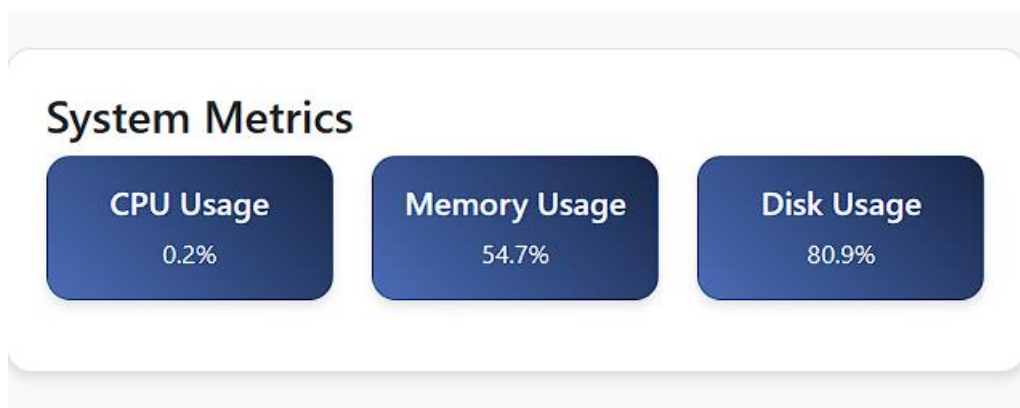 System Metrics
CPU Usage
0.2%
Memory Usage
54.7%
Disk Usage
80.9%